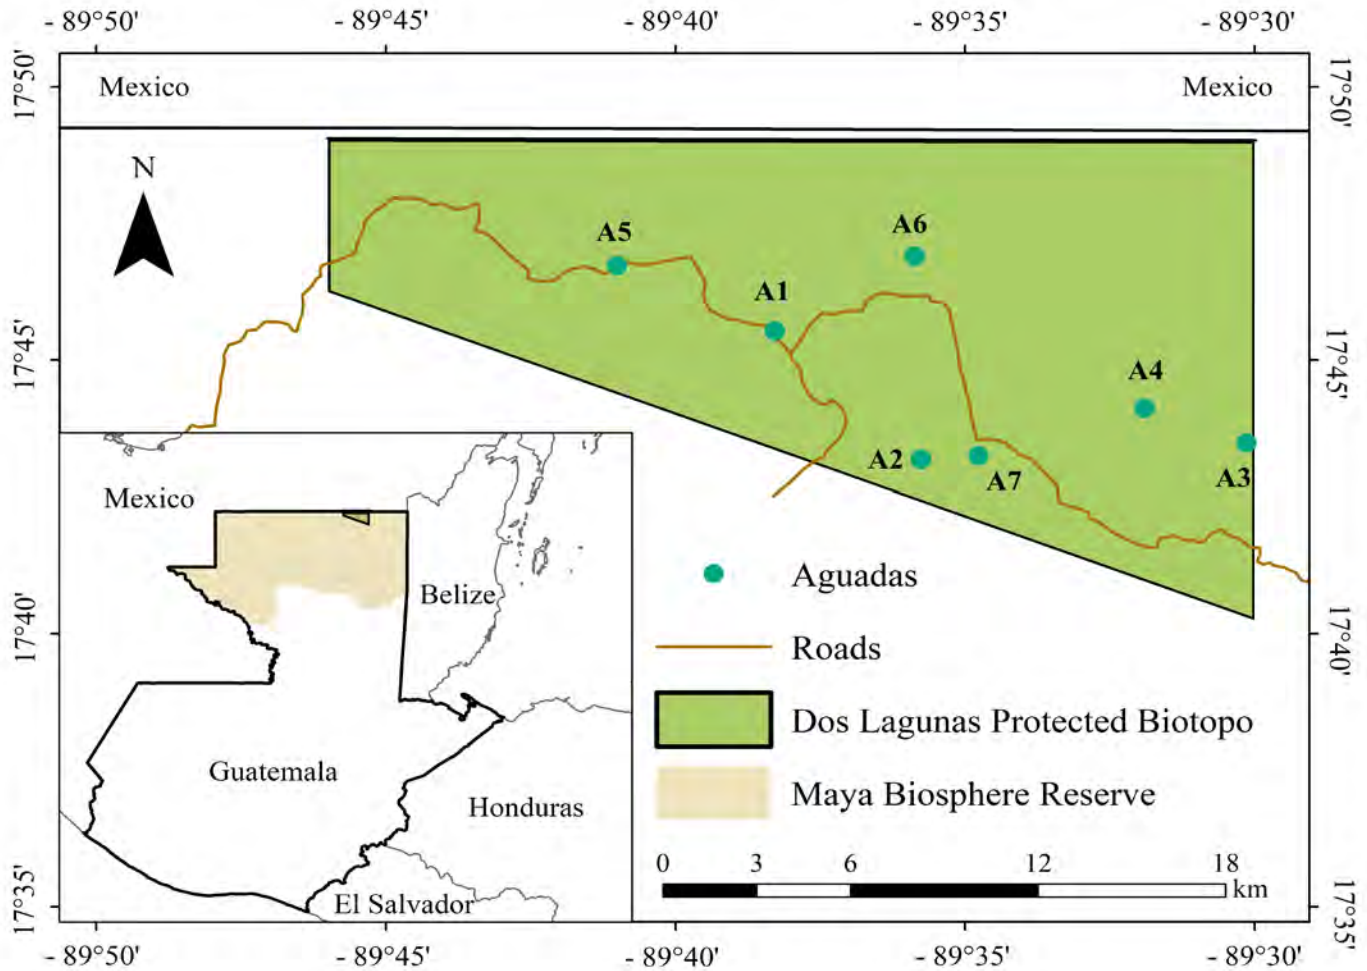 - 89°50'
- 89°45'
- 89°40'
- 89°35'
- 89°30'
17°50'
Mexico
Mexico
17°50'
N
A5
A6
A1
17°45'
17°45'
A4
A2
A7
A3
Mexico
Aguadas
Belize
17°40'
17°40'
Roads
Dos Lagunas Protected Biotopo
Guatemala
Maya Biosphere Reserve
Honduras
0 3 6 12 18
km
El Salvador
17°35'
17°35'
- 89°50'
- 89°45'
- 89°40'
- 89°35'
- 89°30'